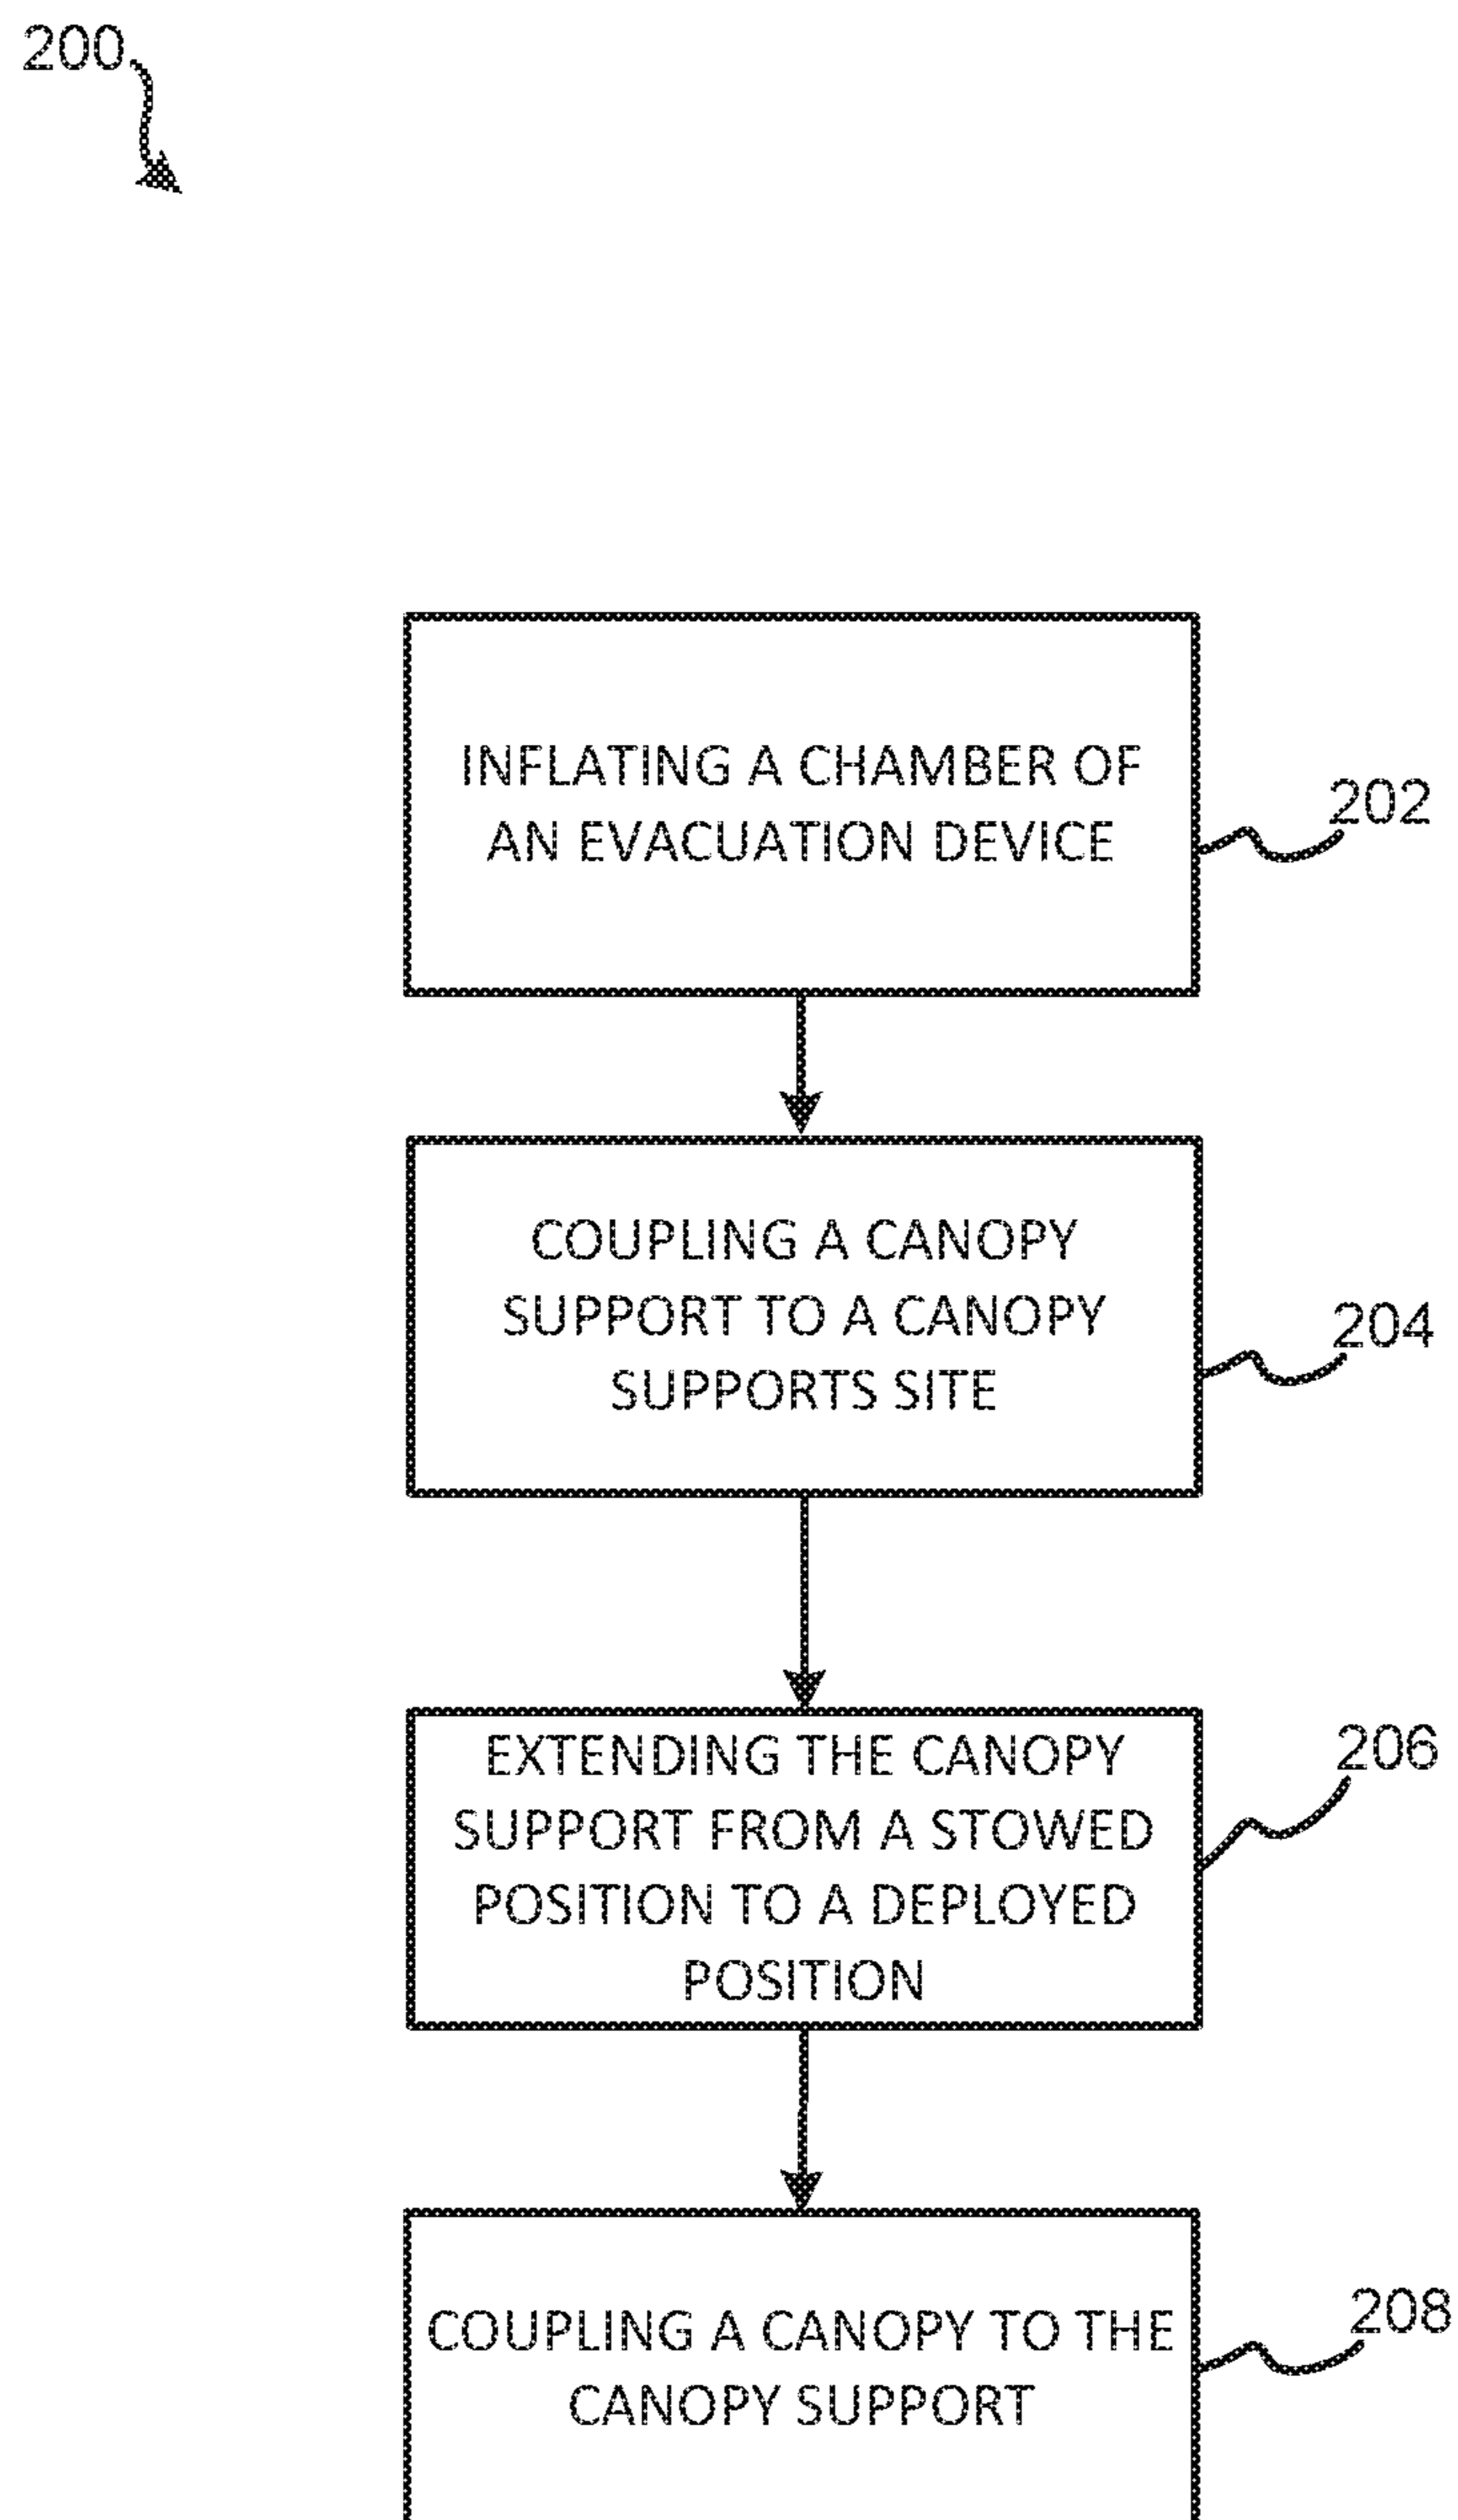 200
INFLATING A CHAMBER OF
AN EVACUATION DEVICE
202
COUPLING A CANOPY
SUPPORT TO A CANOPY
SUPPORTS SITE
204
EXTENDING THE CANOPY
SUPPORT FROM A STOWED
POSITION TO A DEPLOYED
POSITION
206
COUPLING A CANOPY TO THE
CANOPY SUPPORT
208